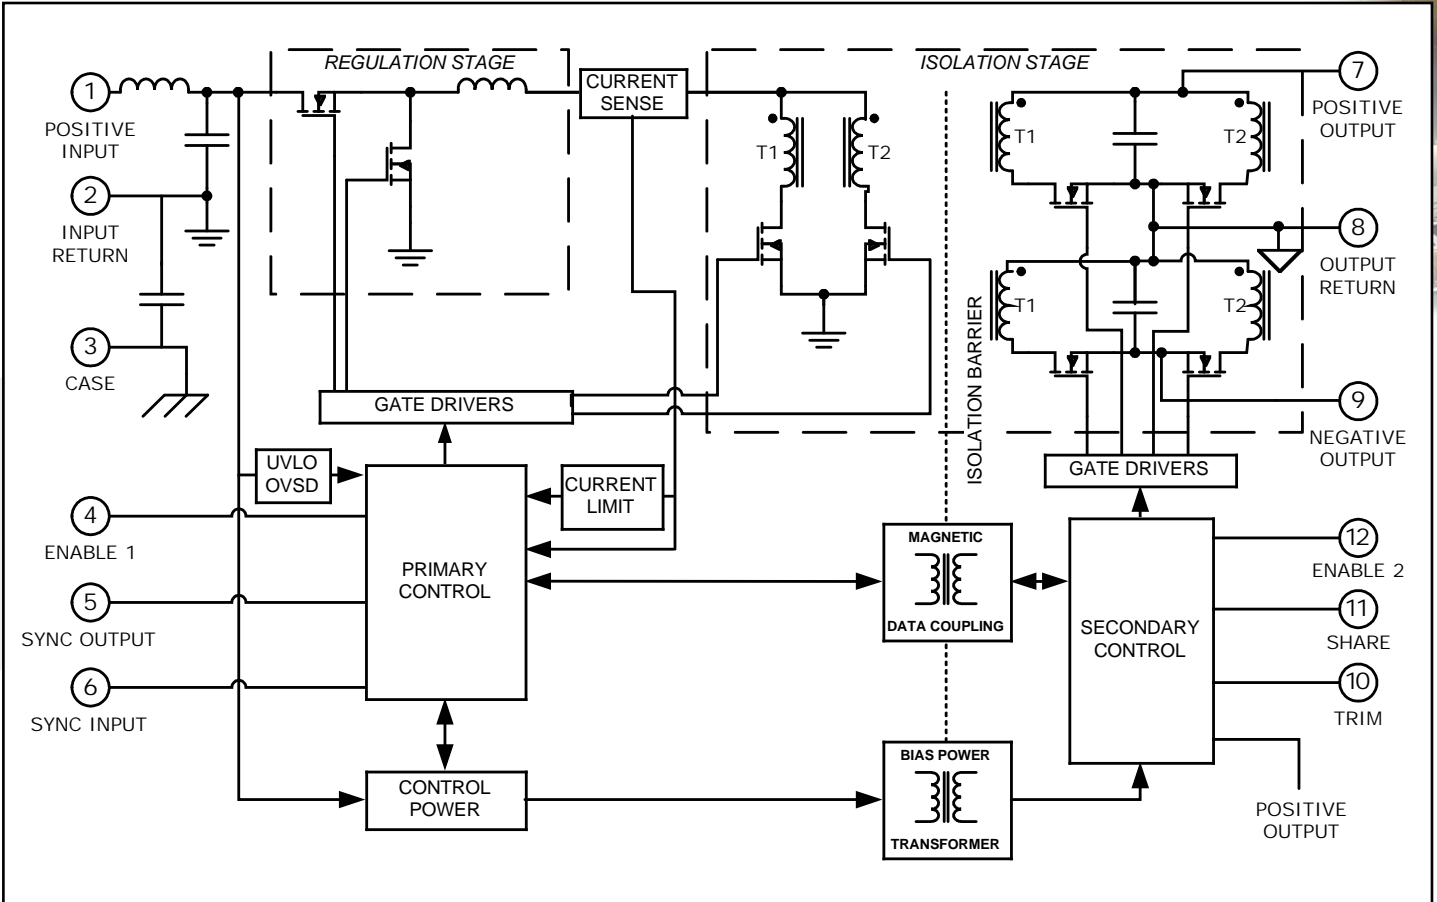 REGULATION STAGE
ISOLATION STAGE
1
POSITIVE
INPUT
CURRENT
SENSE
7
POSITIVE
OUTPUT
T1
T2
T1
T2
2
INPUT
RETURN
8
OUTPUT
RETURN
T1
T2
3
CASE
ISOLATION BARRIER
GATE DRIVERS
9
NEGATIVE
OUTPUT
UVLO
OVSD
CURRENT
LIMIT
GATE DRIVERS
4
ENABLE 1
PRIMARY
CONTROL
MAGNETIC
DATA COUPLING
12
ENABLE 2
5
SYNC OUTPUT
SECONDARY
CONTROL
11
SHARE
6
SYNC INPUT
10
TRIM
CONTROL
POWER
BIAS POWER
TRANSFORMER
POSITIVE
OUTPUT